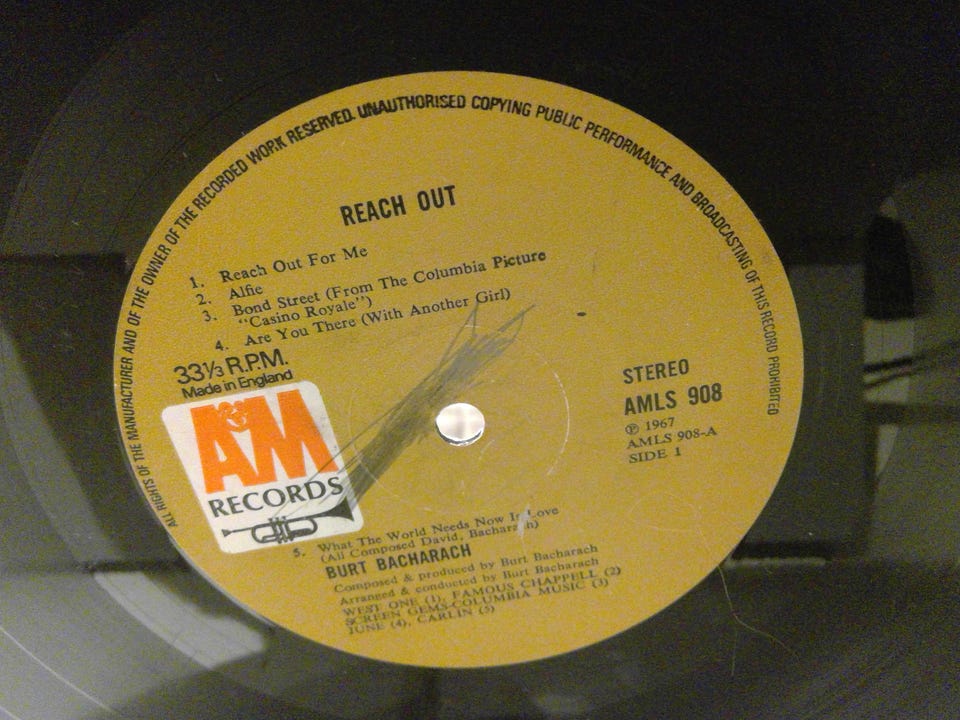 ALL RIGHTS OF THE MANUFACTURER AND OF THE OWNER OF THE RECORDED WORK RESERVED. UNAUTHORISED COPYING PUBLIC PERFORMANCE AND BROADCASTING OF THIS RECORD PROHIBITED
REACH OUT
1. Reach Out For Me
2. Alfie
3. Bond Street (From The Columbia Picture
"Casino Royale")
4. Are You There (With Another Girl)
33⅓ R.P.M.
Made in England
A&M
RECORDS
STEREO
AMLS 908
℗ 1967
AMLS 908-A
SIDE 1
5. What The World Needs Now Is Love
(All Composed David, Bacharach)
BURT BACHARACH
Composed & produced by Burt Bacharach
Arranged & conducted by Burt Bacharach
WEST ONE (1), FAMOUS CHAPPELL (2)
SCREEN GEMS-COLUMBIA MUSIC (3)
JUNE (4), CARLIN (5)